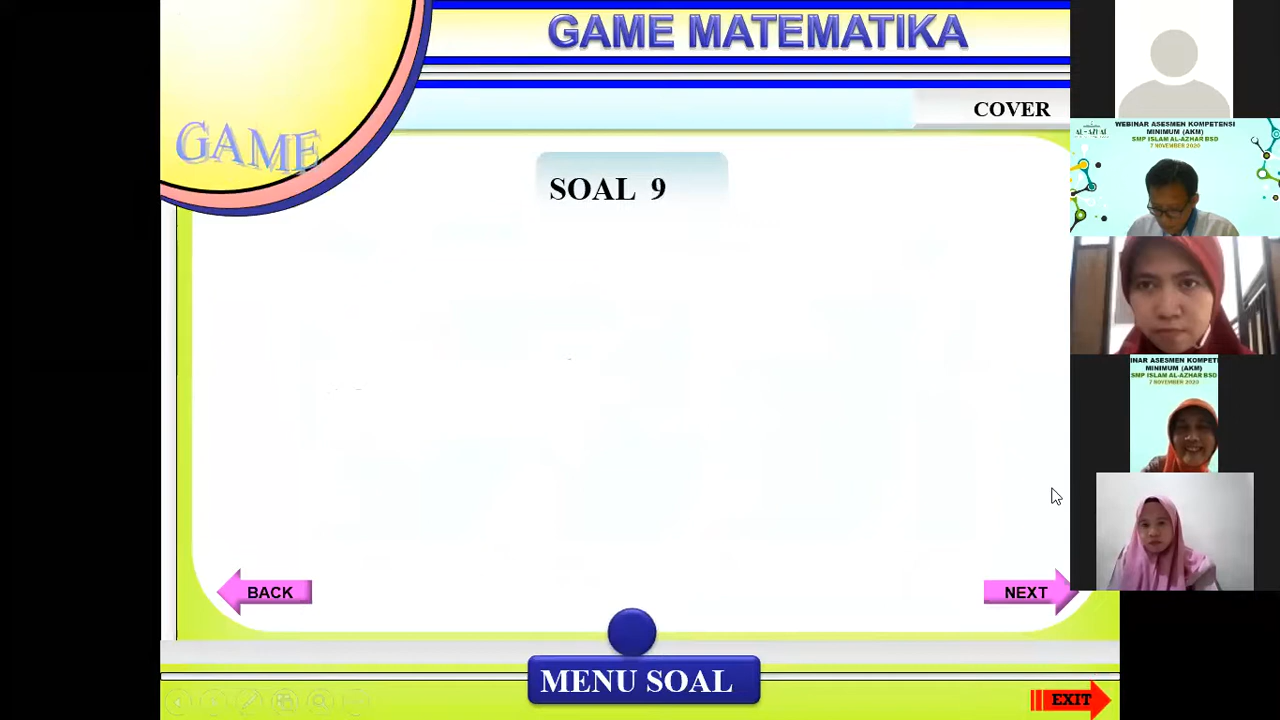 GAME MATEMATIKA
GAME
COVER
SOAL 9
BACK
NEXT
MENU SOAL
EXIT
WEBINAR ASESMEN KOMPETENSI
MINIMUM (AKM)
SMP ISLAM AL-AZHAR BSD
7 NOVEMBER 2020
INAR ASESMEN KOMPETE
MINIMUM (AKM)
SMP ISLAM AL-AZHAR BSD
7 NOVEMBER 2020